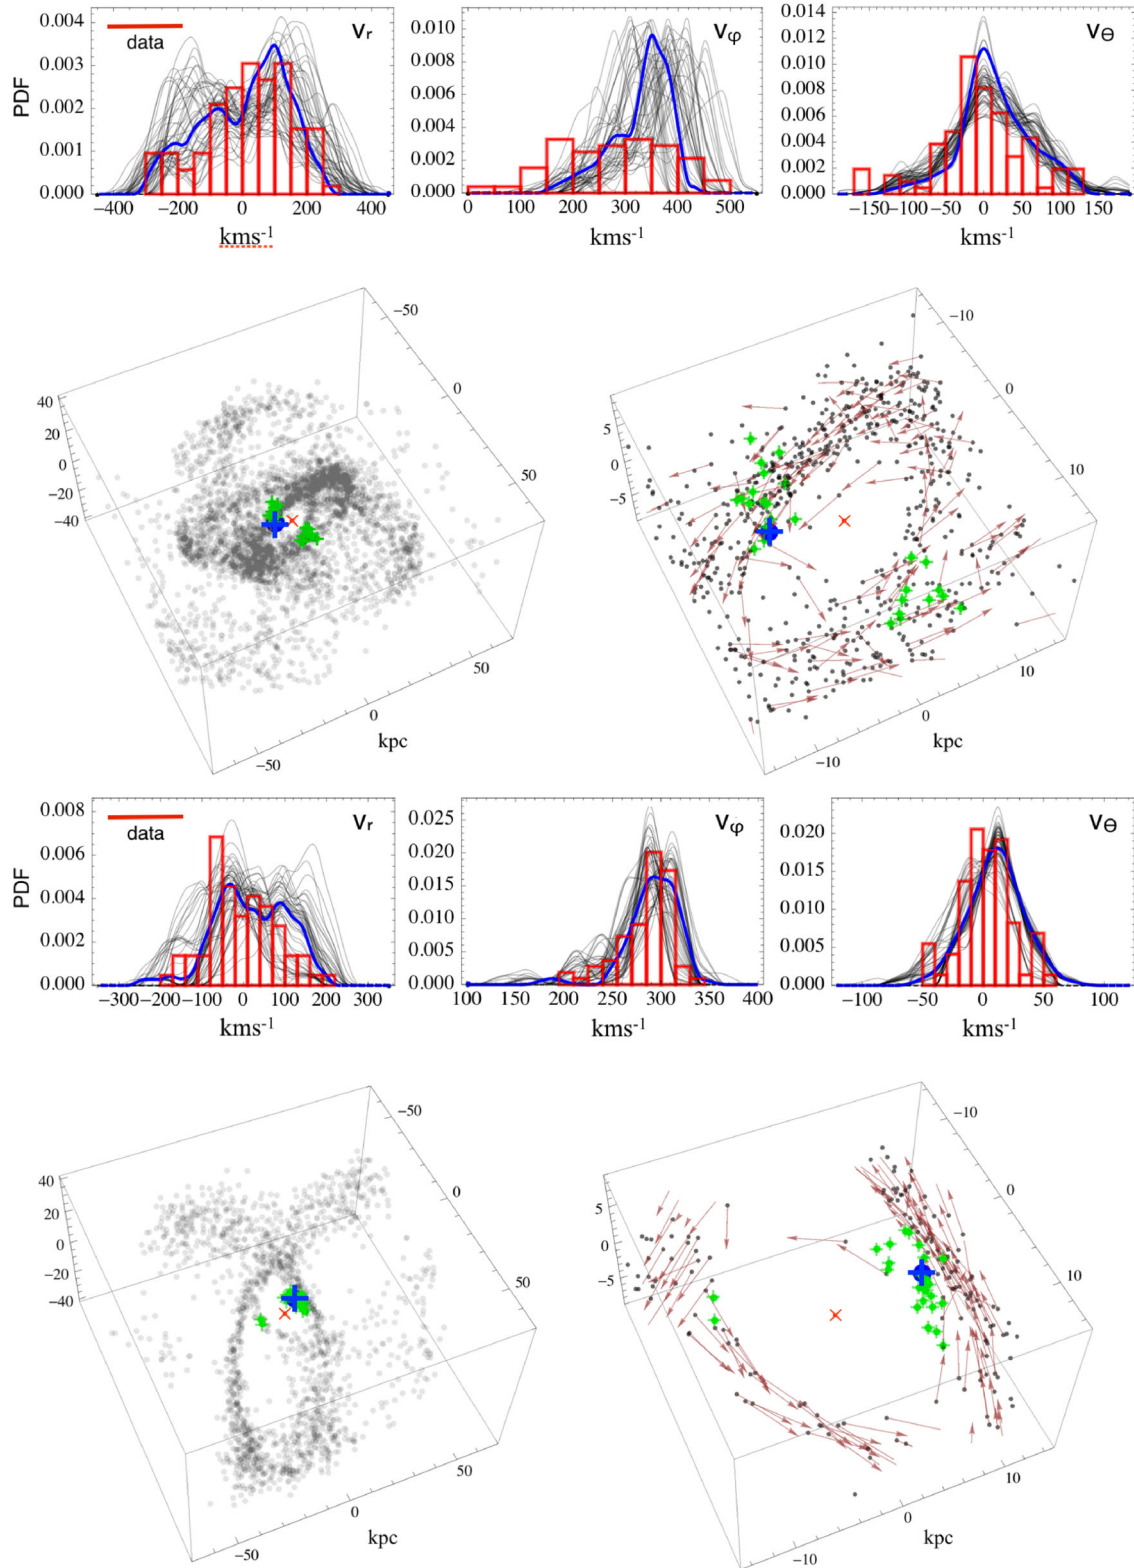 PDF
0.004
0.003
0.002
0.001
0.000
data
Vr
-400 -200 0 200 400
kms-1
0.010
0.008
0.006
0.004
0.002
0.000
Vφ
0 100 200 300 400 500
kms-1
0.014
0.012
0.010
0.008
0.006
0.004
0.002
0.000
Vθ
-150 -100 -50 0 50 100 150
kms-1
40
20
0
-20
-40
-50
0
50
-50
0
50
kpc
5
0
-5
-10
0
10
-10
0
10
kpc
PDF
0.008
0.006
0.004
0.002
0.000
data
Vr
-300 -200 -100 0 100 200 300
kms-1
0.025
0.020
0.015
0.010
0.005
0.000
Vφ
100 150 200 250 300 350 400
kms-1
0.020
0.015
0.010
0.005
0.000
Vθ
-100 -50 0 50 100
kms-1
40
20
0
-20
-40
-50
0
50
-50
0
50
kpc
5
0
-5
-10
0
10
-10
0
10
kpc